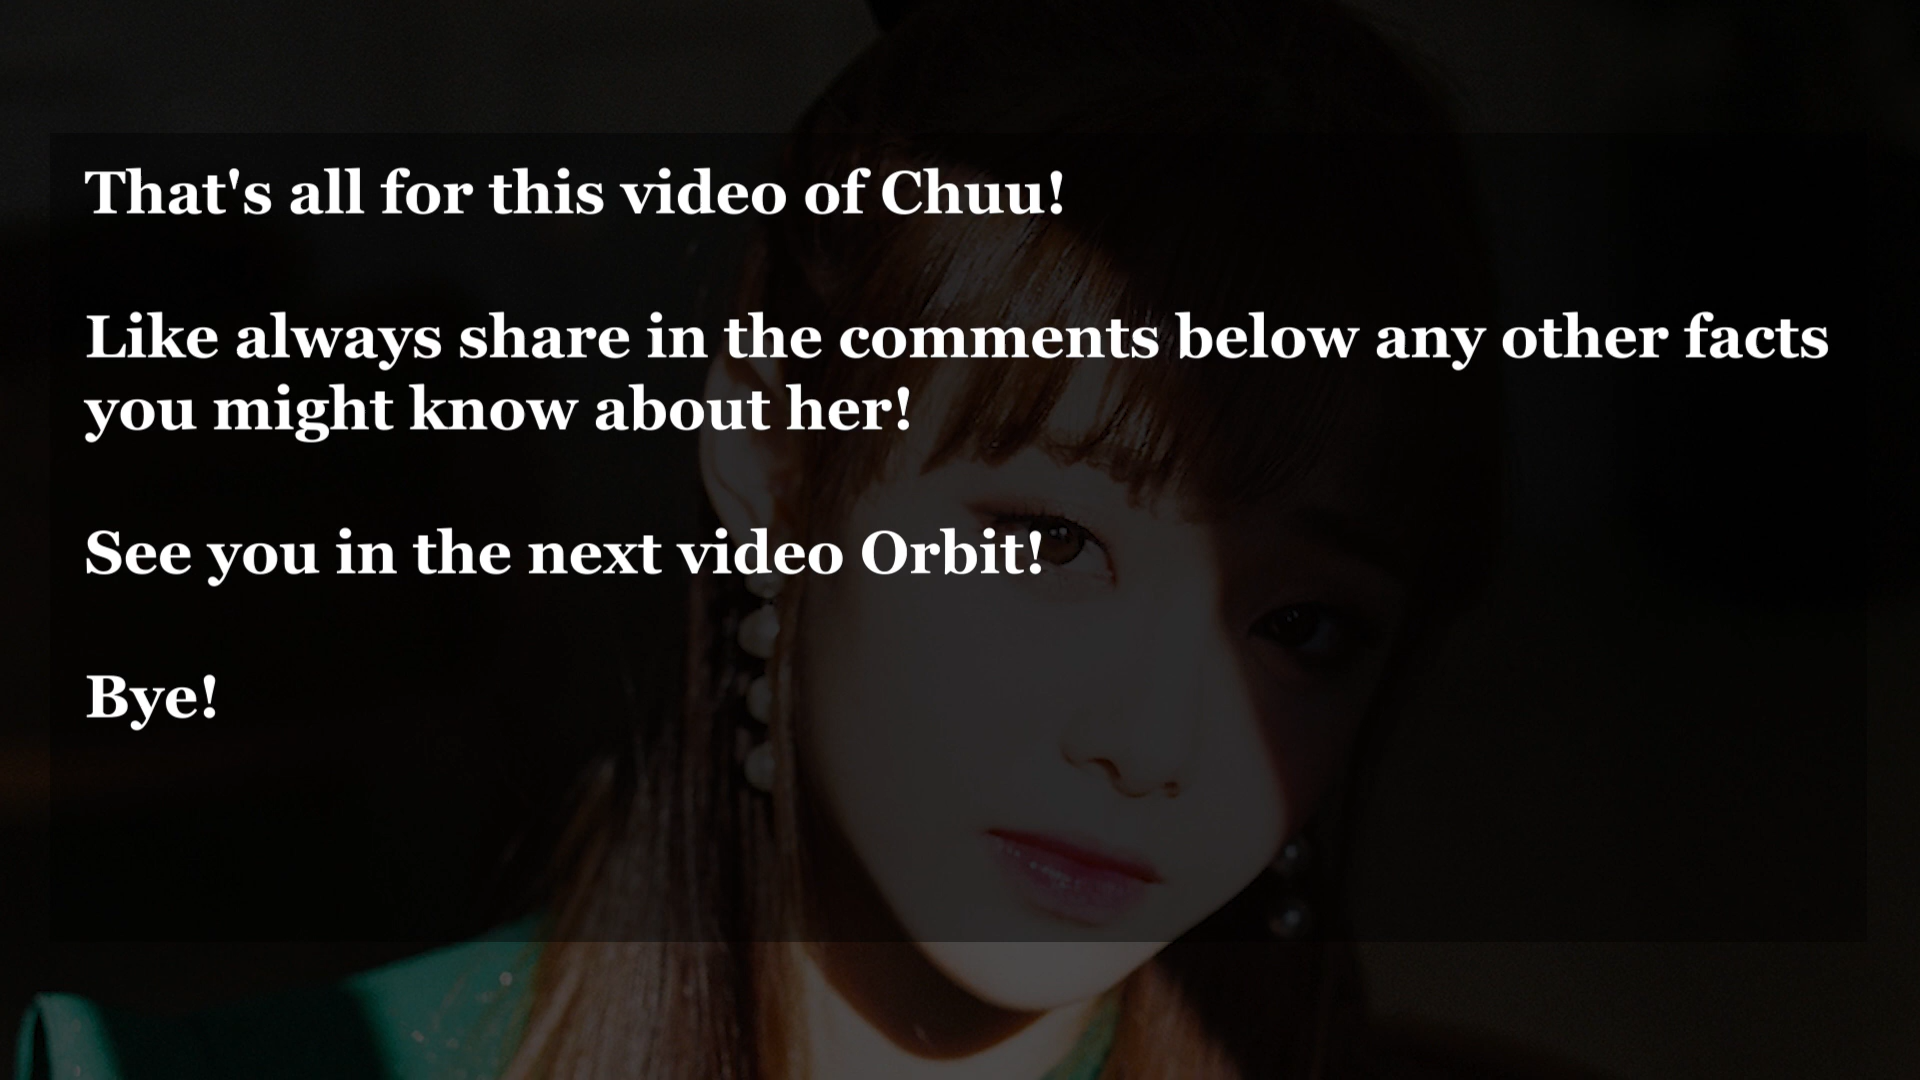 That's all for this video of Chuu!
Like always share in the comments below any other facts
you might know about her!
See you in the next video Orbit!
Bye!